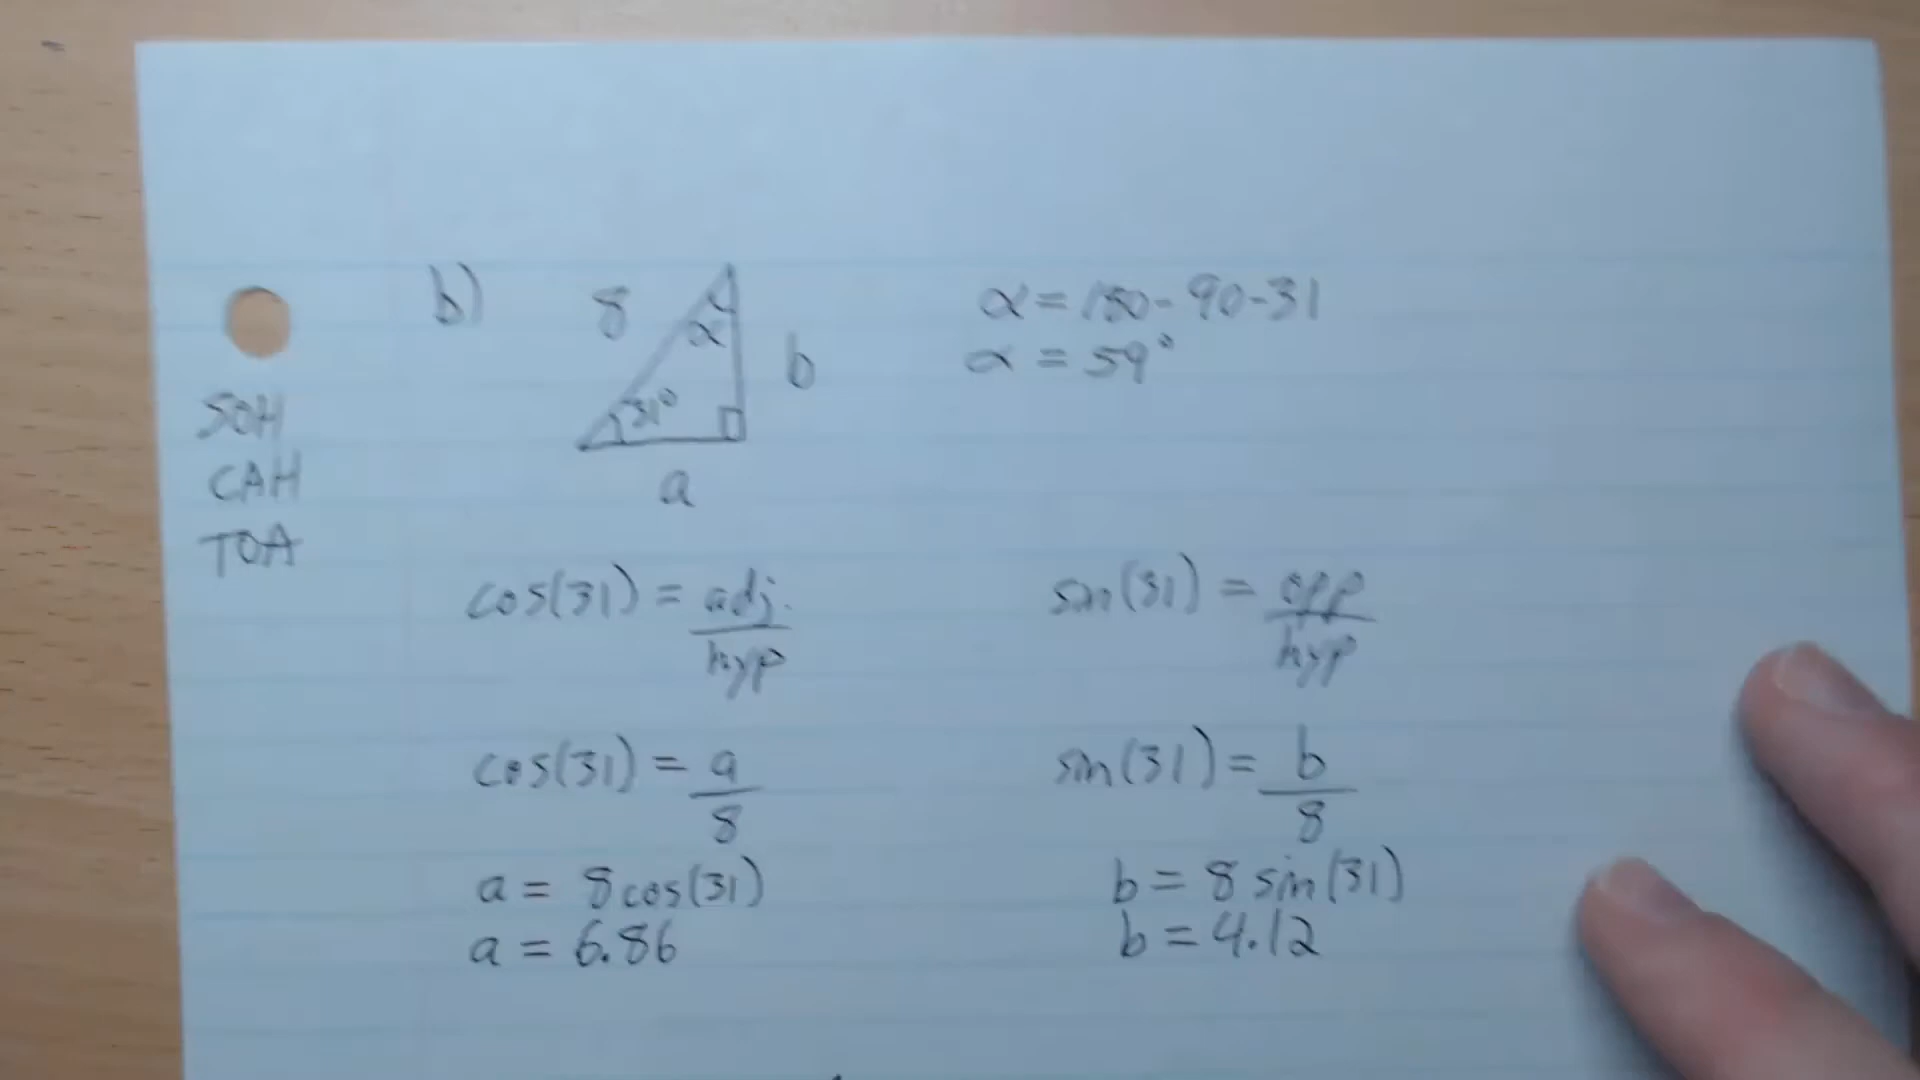 b)
8
α
31°
b
a
α = 180 - 90 - 31
α = 59°
SOH
CAH
TOA
cos(31) = adj.
hyp
cos(31) = a
8
a = 8cos(31)
a = 6.86
sin(31) = opp
hyp
sin(31) = b
8
b = 8 sin(31)
b = 4.12